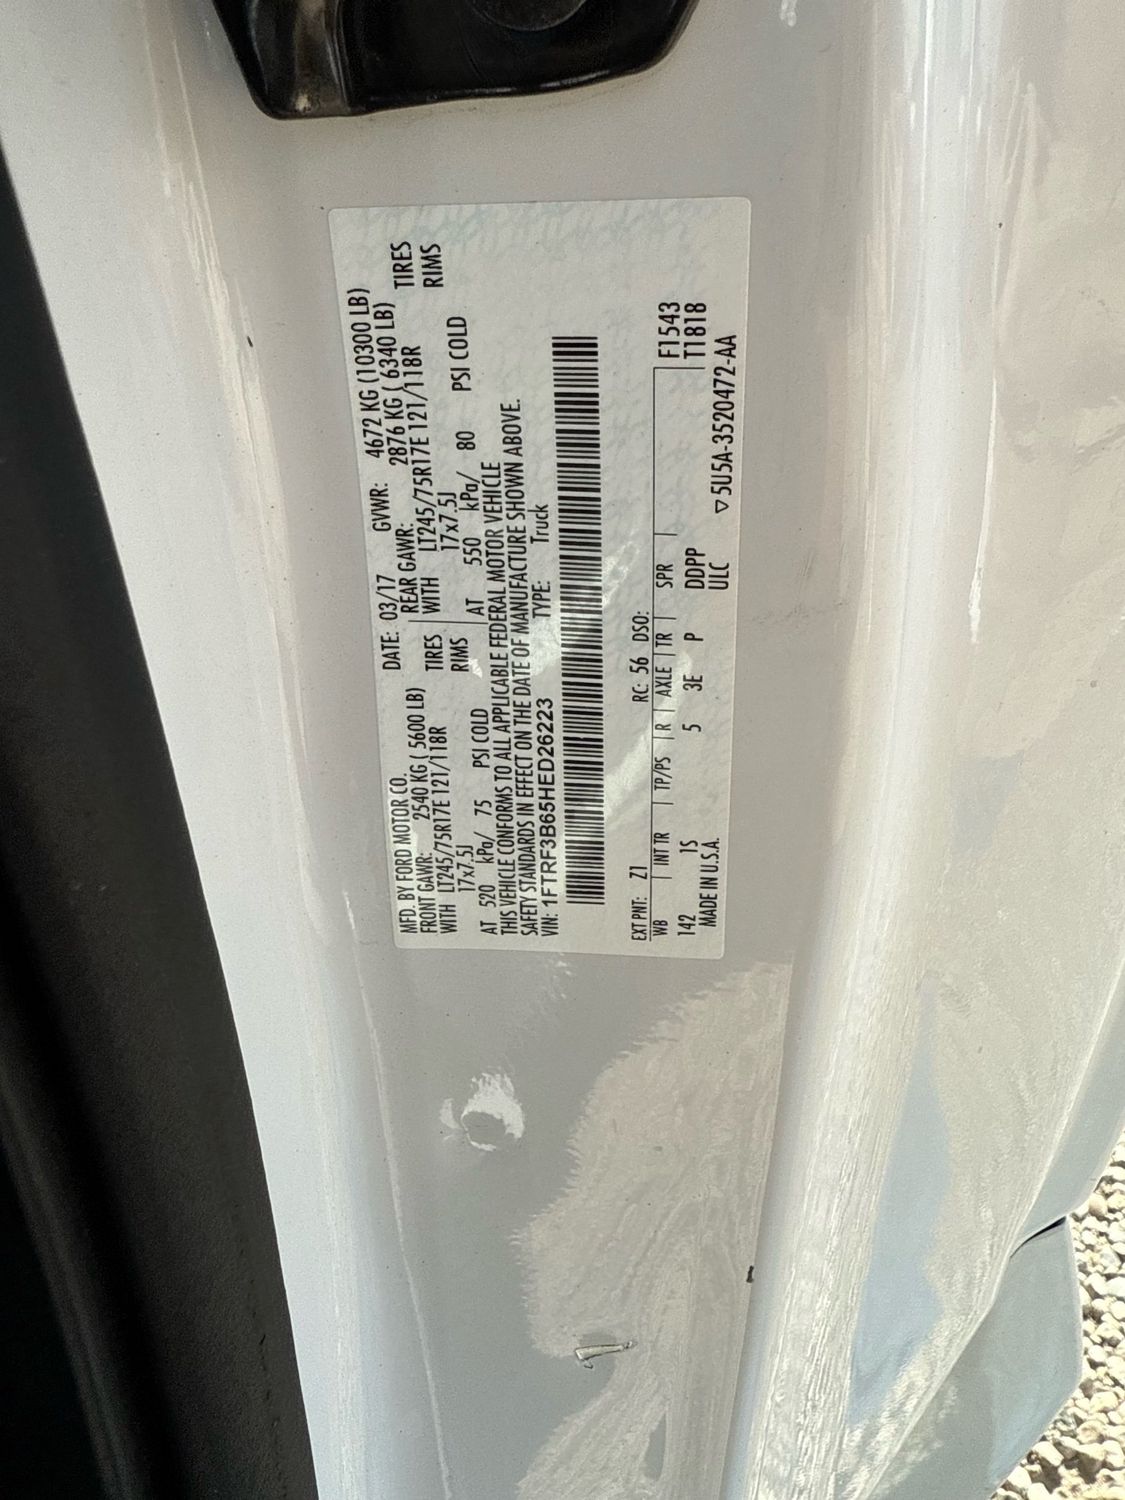 MFD. BY FORD MOTOR CO.
DATE: 03/17 GVWR: 4672 KG (10300 LB)
FRONT GAWR: 2540 KG ( 5600 LB) REAR GAWR: 2876 KG ( 6340 LB)
WITH LT245/75R17E 121/118R TIRES WITH LT245/75R17E 121/118R TIRES
17x7.5J RIMS 17x7.5J RIMS
AT 520 kPa/ 75 PSI COLD AT 550 kPa/ 80 PSI COLD
THIS VEHICLE CONFORMS TO ALL APPLICABLE FEDERAL MOTOR VEHICLE
SAFETY STANDARDS IN EFFECT ON THE DATE OF MANUFACTURE SHOWN ABOVE.
VIN: 1FTRF3B65HED26223 TYPE: Truck
EXT PNT: Z1 RC: 56 DSO:
WB INT TR TP/PS R AXLE TR SPR F1543
142 1S 5 3E P DDPP T1818
MADE IN U.S.A. ULC ▽5U5A-3520472-AA